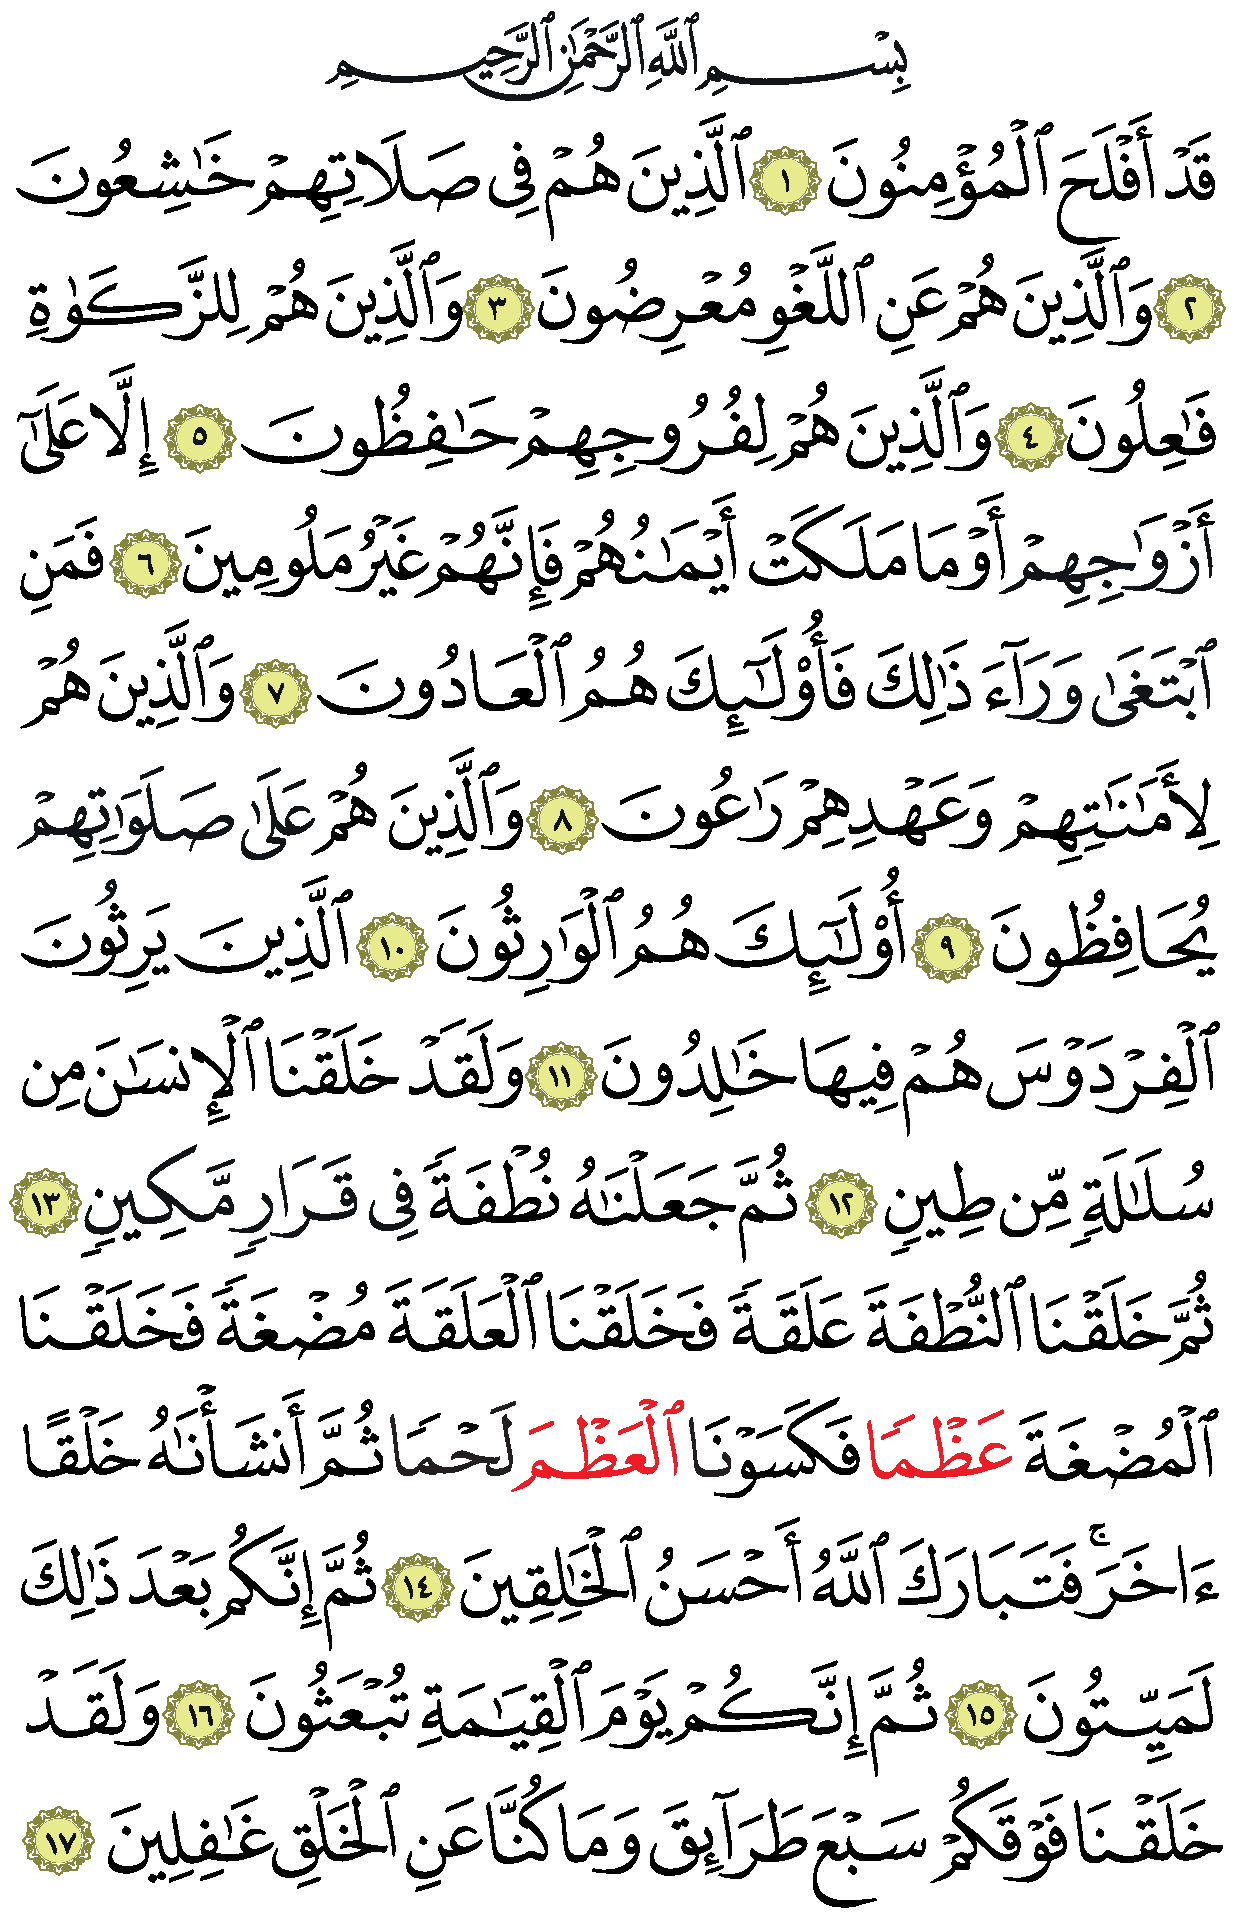 بِسْمِ ٱللَّهِ ٱلرَّحْمَٰنِ ٱلرَّحِيمِ
قَدْ أَفْلَحَ ٱلْمُؤْمِنُونَ ١ ٱلَّذِينَ هُمْ فِى صَلَاتِهِمْ خَٰشِعُونَ
٢ وَٱلَّذِينَ هُمْ عَنِ ٱللَّغْوِ مُعْرِضُونَ ٣ وَٱلَّذِينَ هُمْ لِلزَّكَوٰةِ
فَٰعِلُونَ ٤ وَٱلَّذِينَ هُمْ لِفُرُوجِهِمْ حَٰفِظُونَ ٥ إِلَّا عَلَىٰٓ
أَزْوَٰجِهِمْ أَوْ مَا مَلَكَتْ أَيْمَٰنُهُمْ فَإِنَّهُمْ غَيْرُ مَلُومِينَ ٦ فَمَنِ
ٱبْتَغَىٰ وَرَآءَ ذَٰلِكَ فَأُوْلَٰٓئِكَ هُمُ ٱلْعَادُونَ ٧ وَٱلَّذِينَ هُمْ
لِأَمَٰنَٰتِهِمْ وَعَهْدِهِمْ رَٰعُونَ ٨ وَٱلَّذِينَ هُمْ عَلَىٰ صَلَوَٰتِهِمْ
يُحَافِظُونَ ٩ أُوْلَٰٓئِكَ هُمُ ٱلْوَٰرِثُونَ ١٠ ٱلَّذِينَ يَرِثُونَ
ٱلْفِرْدَوْسَ هُمْ فِيهَا خَٰلِدُونَ ١١ وَلَقَدْ خَلَقْنَا ٱلْإِنسَٰنَ مِن
سُلَٰلَةٍ مِّن طِينٍ ١٢ ثُمَّ جَعَلْنَٰهُ نُطْفَةً فِى قَرَارٍ مَّكِينٍ ١٣
ثُمَّ خَلَقْنَا ٱلنُّطْفَةَ عَلَقَةً فَخَلَقْنَا ٱلْعَلَقَةَ مُضْغَةً فَخَلَقْنَا
ٱلْمُضْغَةَ عَظْمًا فَكَسَوْنَا ٱلْعَظْمَ لَحْمًا ثُمَّ أَنشَأْنَٰهُ خَلْقًا
ءَاخَرَ ۚ فَتَبَارَكَ ٱللَّهُ أَحْسَنُ ٱلْخَٰلِقِينَ ١٤ ثُمَّ إِنَّكُم بَعْدَ ذَٰلِكَ
لَمَيِّتُونَ ١٥ ثُمَّ إِنَّكُمْ يَوْمَ ٱلْقِيَٰمَةِ تُبْعَثُونَ ١٦ وَلَقَدْ
خَلَقْنَا فَوْقَكُمْ سَبْعَ طَرَآئِقَ وَمَا كُنَّا عَنِ ٱلْخَلْقِ غَٰفِلِينَ ١٧